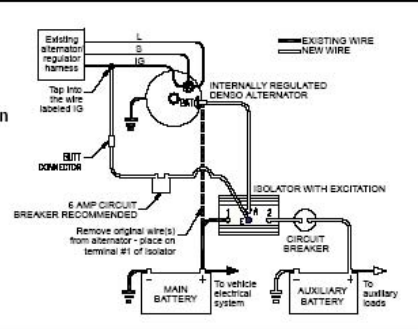 Existing
alternator/
regulator
harness
L
S
IG
EXISTING WIRE
NEW WIRE
Tap into
the wire
labeled IG
BAT
INTERNALLY REGULATED
DENSO ALTERNATOR
n
BUTT
CONNECTOR
6 AMP CIRCUIT
BREAKER RECOMMENDED
ISOLATOR WITH EXCITATION
1
E
A
2
Remove original wire(s)
from alternator - place on
terminal #1 of isolator
CIRCUIT
BREAKER
- +
MAIN
BATTERY
To vehicle
electrical
system
- +
AUXILIARY
BATTERY
To
auxiliary
loads